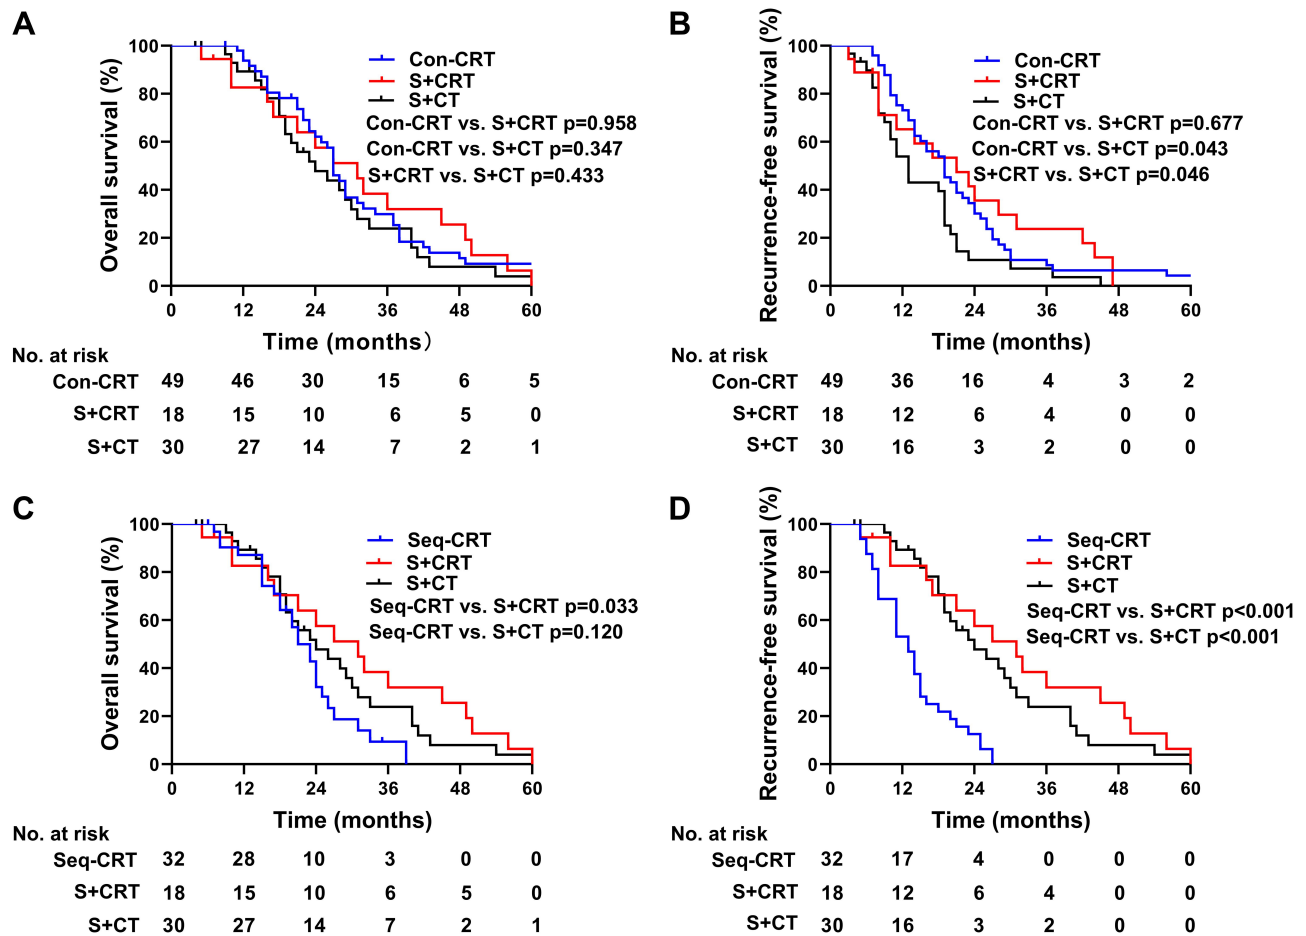 A
Overall survival (%)
100
80
60
40
20
0
Con-CRT
S+CRT
S+CT
Con-CRT vs. S+CRT p=0.958
Con-CRT vs. S+CT p=0.347
S+CRT vs. S+CT p=0.433
0 12 24 36 48 60
Time (months）
No. at risk
Con-CRT 49 46 30 15 6 5
S+CRT 18 15 10 6 5 0
S+CT 30 27 14 7 2 1
B
Recurrence-free survival (%)
100
80
60
40
20
0
Con-CRT
S+CRT
S+CT
Con-CRT vs. S+CRT p=0.677
Con-CRT vs. S+CT p=0.043
S+CRT vs. S+CT p=0.046
0 12 24 36 48 60
Time (months)
No. at risk
Con-CRT 49 36 16 4 3 2
S+CRT 18 12 6 4 0 0
S+CT 30 16 3 2 0 0
C
Overall survival (%)
100
80
60
40
20
0
Seq-CRT
S+CRT
S+CT
Seq-CRT vs. S+CRT p=0.033
Seq-CRT vs. S+CT p=0.120
0 12 24 36 48 60
Time (months)
No. at risk
Seq-CRT 32 28 10 3 0 0
S+CRT 18 15 10 6 5 0
S+CT 30 27 14 7 2 1
D
Recurrence-free survival (%)
100
80
60
40
20
0
Seq-CRT
S+CRT
S+CT
Seq-CRT vs. S+CRT p<0.001
Seq-CRT vs. S+CT p<0.001
0 12 24 36 48 60
Time (months)
No. at risk
Seq-CRT 32 17 4 0 0 0
S+CRT 18 12 6 4 0 0
S+CT 30 16 3 2 0 0